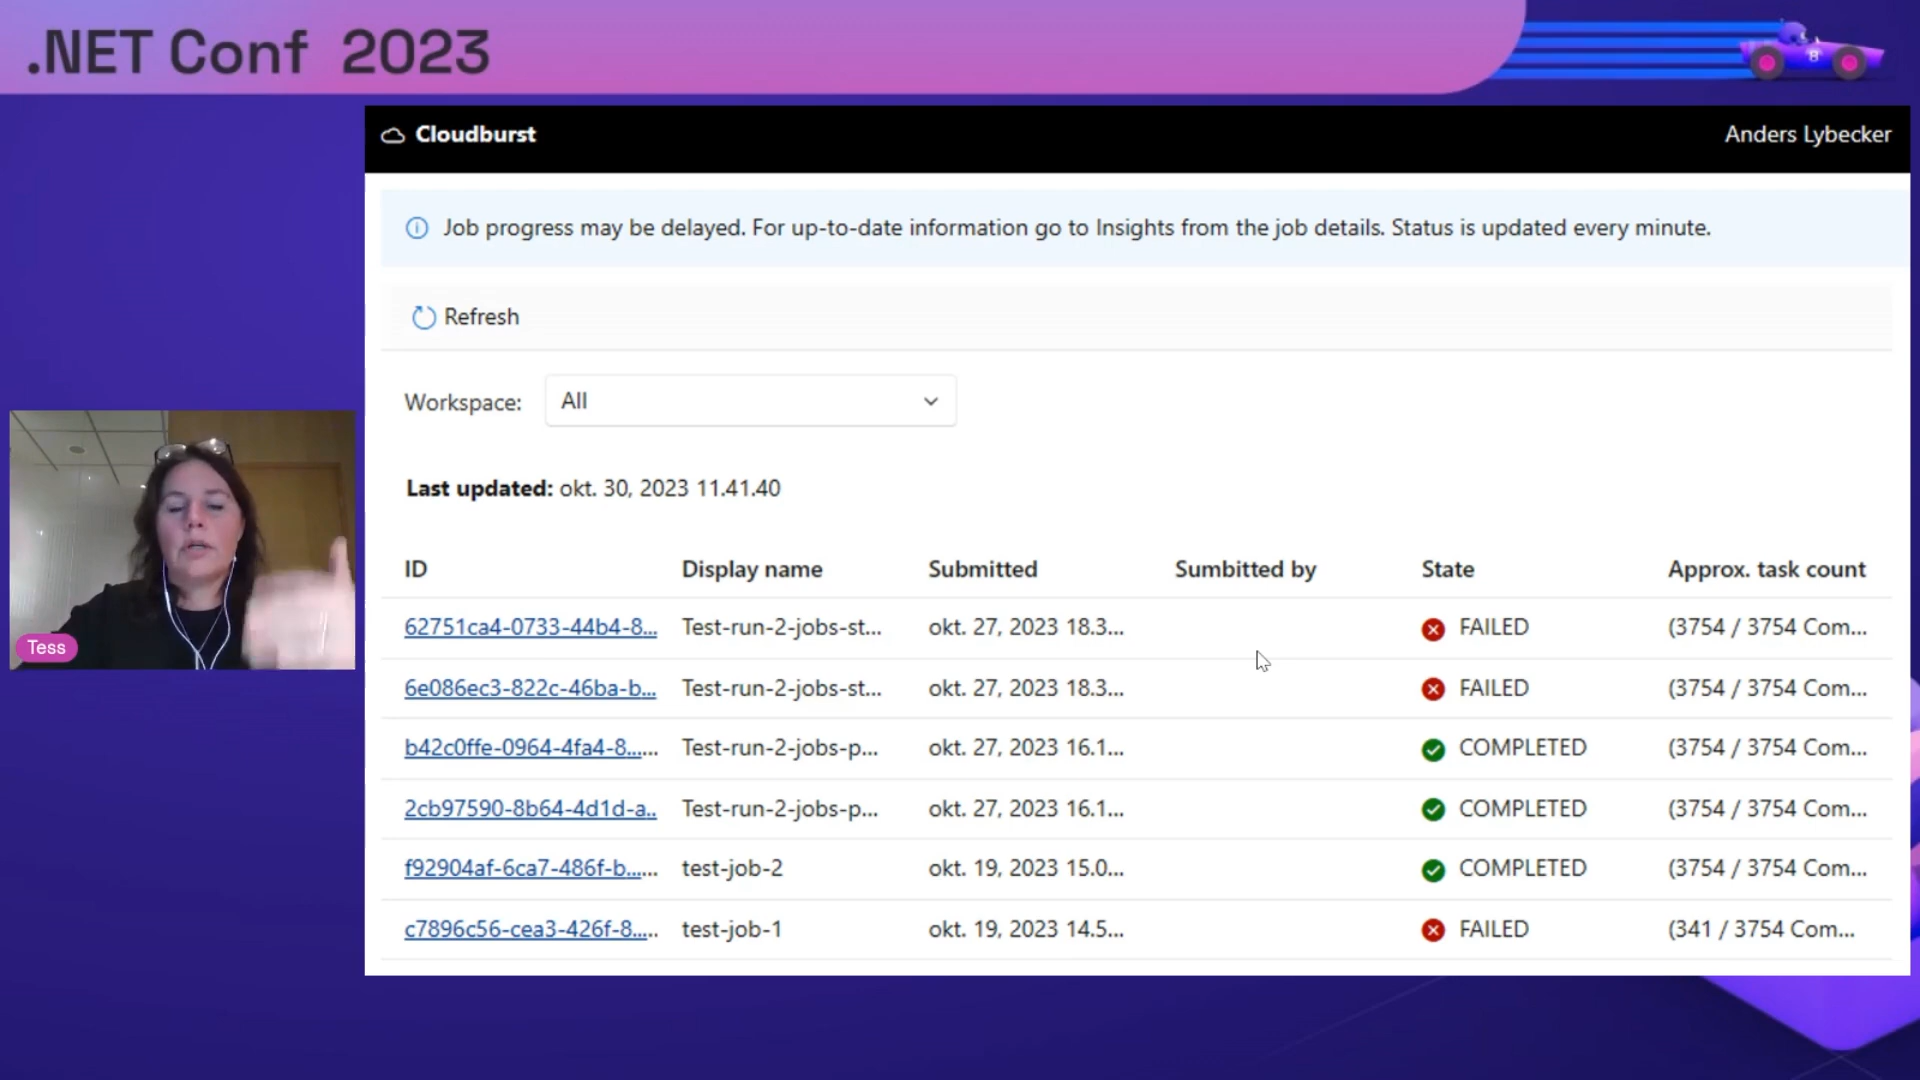 .NET Conf 2023
8
Cloudburst
Anders Lybecker
Job progress may be delayed. For up-to-date information go to Insights from the job details. Status is updated every minute.
Refresh
Workspace: All
Last updated: okt. 30, 2023 11.41.40
ID Display name Submitted Sumbitted by State Approx. task count
62751ca4-0733-44b4-8... Test-run-2-jobs-st... okt. 27, 2023 18.3... FAILED (3754 / 3754 Com...
6e086ec3-822c-46ba-b... Test-run-2-jobs-st... okt. 27, 2023 18.3... FAILED (3754 / 3754 Com...
b42c0ffe-0964-4fa4-8...... Test-run-2-jobs-p... okt. 27, 2023 16.1... COMPLETED (3754 / 3754 Com...
2cb97590-8b64-4d1d-a.. Test-run-2-jobs-p... okt. 27, 2023 16.1... COMPLETED (3754 / 3754 Com...
f92904af-6ca7-486f-b...... test-job-2 okt. 19, 2023 15.0... COMPLETED (3754 / 3754 Com...
c7896c56-cea3-426f-8..... test-job-1 okt. 19, 2023 14.5... FAILED (341 / 3754 Com...
Tess